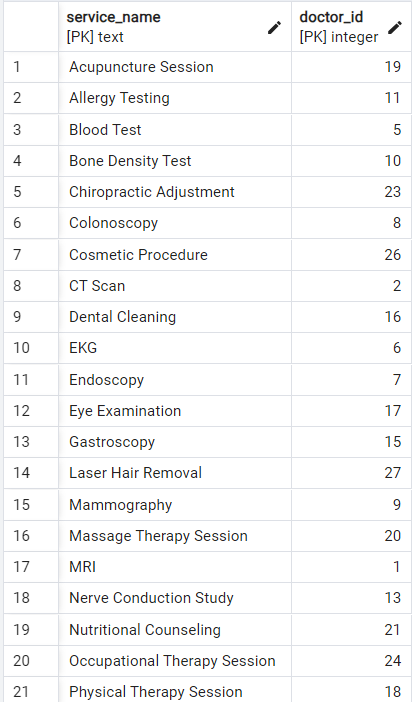 service_name doctor_id
[PK] text [PK] integer
1 Acupuncture Session 19
2 Allergy Testing 11
3 Blood Test 5
4 Bone Density Test 10
5 Chiropractic Adjustment 23
6 Colonoscopy 8
7 Cosmetic Procedure 26
8 CT Scan 2
9 Dental Cleaning 16
10 EKG 6
11 Endoscopy 7
12 Eye Examination 17
13 Gastroscopy 15
14 Laser Hair Removal 27
15 Mammography 9
16 Massage Therapy Session 20
17 MRI 1
18 Nerve Conduction Study 13
19 Nutritional Counseling 21
20 Occupational Therapy Session 24
21 Physical Therapy Session 18